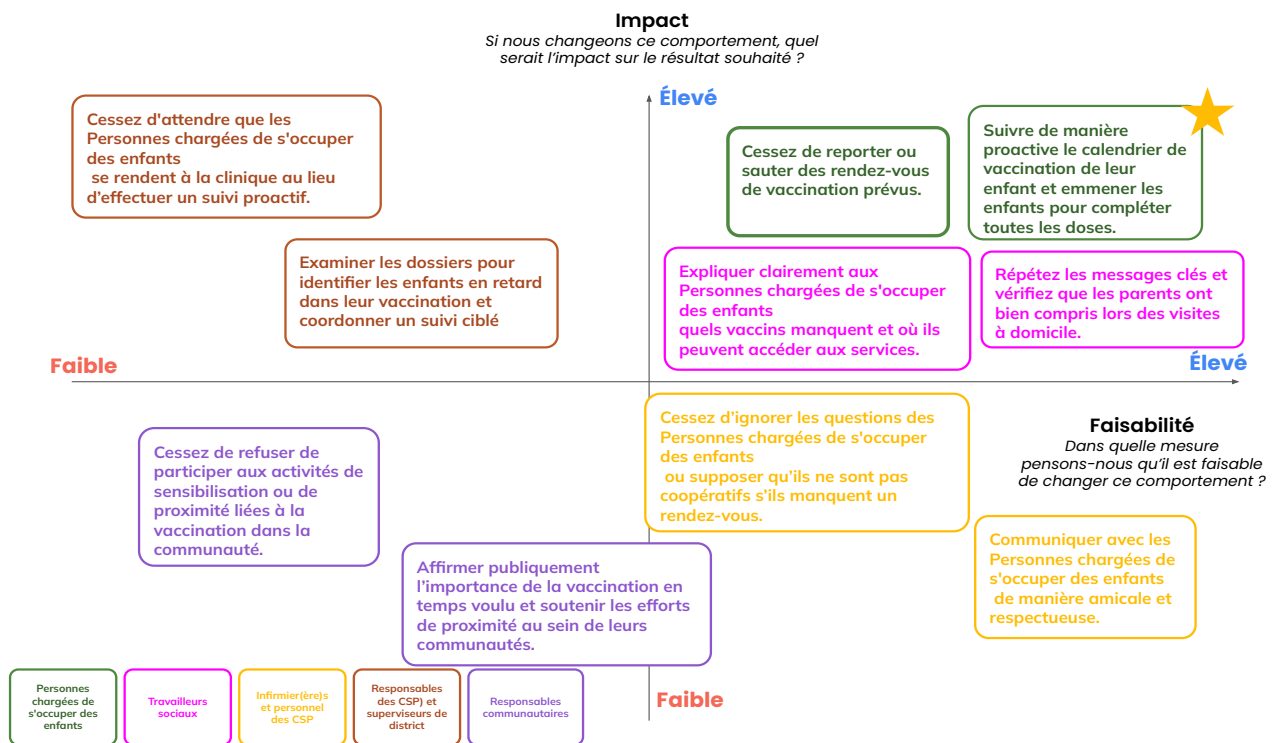 Impact
Si nous changeons ce comportement, quel
serait l'impact sur le résultat souhaité ?
Élevé
Cessez d'attendre que les
Personnes chargées de s'occuper
des enfants
se rendent à la clinique au lieu
d'effectuer un suivi proactif.
Cessez de reporter ou
sauter des rendez-vous
de vaccination prévus.
Suivre de manière
proactive le calendrier de
vaccination de leur
enfant et emmener les
enfants pour compléter
toutes les doses.
Examiner les dossiers pour
identifier les enfants en retard
dans leur vaccination et
coordonner un suivi ciblé
Expliquer clairement aux
Personnes chargées de s'occuper
des enfants
quels vaccins manquent et où ils
peuvent accéder aux services.
Répétez les messages clés et
vérifiez que les parents ont
bien compris lors des visites
à domicile.
Faible
Élevé
Faisabilité
Dans quelle mesure
pensons-nous qu'il est faisable
de changer ce comportement ?
Cessez de refuser de
participer aux activités de
sensibilisation ou de
proximité liées à la
vaccination dans la
communauté.
Cessez d'ignorer les questions des
Personnes chargées de s'occuper
des enfants
ou supposer qu'ils ne sont pas
coopératifs s'ils manquent un
rendez-vous.
Communiquer avec les
Personnes chargées de
s'occuper des enfants
de manière amicale et
respectueuse.
Affirmer publiquement
l'importance de la vaccination en
temps voulu et soutenir les efforts
de proximité au sein de leurs
communautés.
Faible
Personnes
chargées de
s'occuper des
enfants
Travailleurs
sociaux
Infirmier(ère)s
et personnel
des CSP
Responsables
des CSP) et
superviseurs de
district
Responsables
communautaires